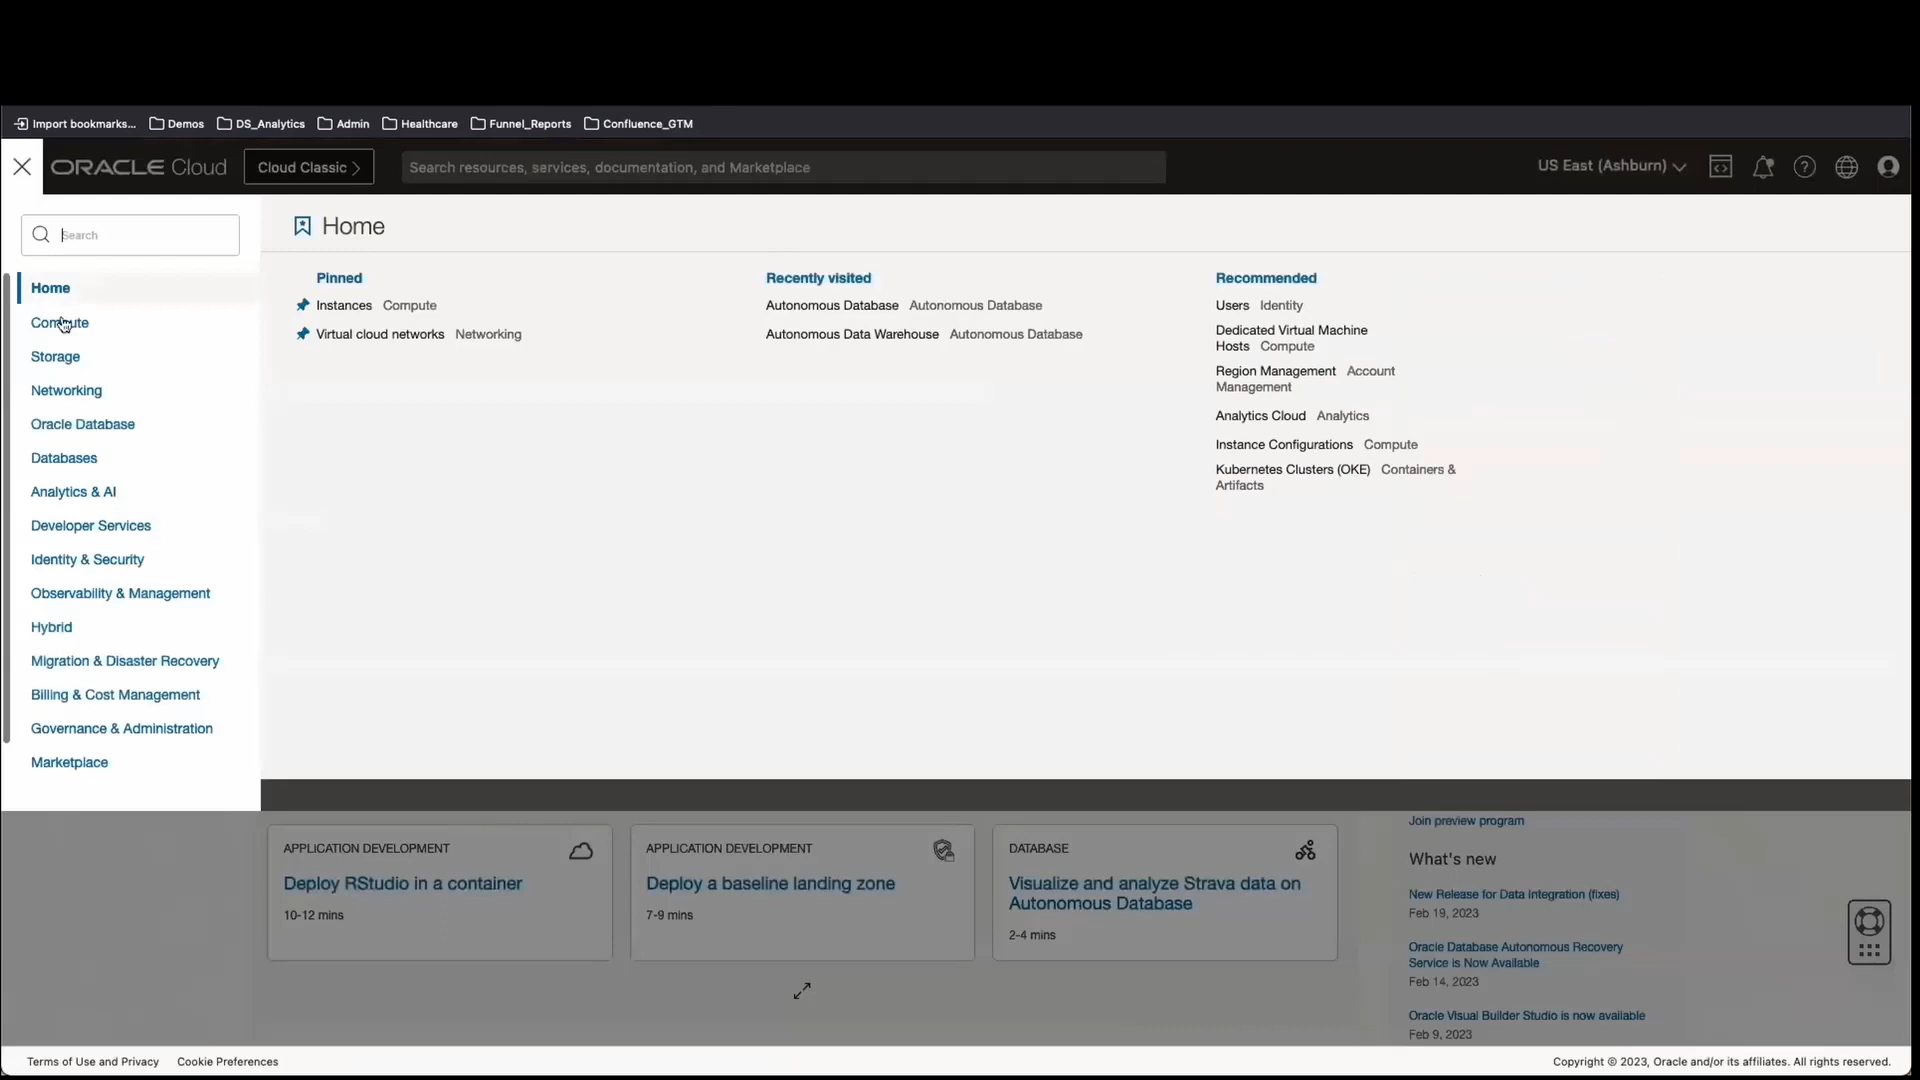 Import bookmarks... Demos DS_Analytics Admin Healthcare Funnel_Reports Confluence_GTM
ORACLE Cloud Cloud Classic Search resources, services, documentation, and Marketplace US East (Ashburn)
Search
Home
Compute
Storage
Networking
Oracle Database
Databases
Analytics & AI
Developer Services
Identity & Security
Observability & Management
Hybrid
Migration & Disaster Recovery
Billing & Cost Management
Governance & Administration
Marketplace
Home
Pinned
Instances Compute
Virtual cloud networks Networking
Recently visited
Autonomous Database Autonomous Database
Autonomous Data Warehouse Autonomous Database
Recommended
Users Identity
Dedicated Virtual Machine
Hosts Compute
Region Management Account
Management
Analytics Cloud Analytics
Instance Configurations Compute
Kubernetes Clusters (OKE) Containers &
Artifacts
APPLICATION DEVELOPMENT
Deploy RStudio in a container
10-12 mins
APPLICATION DEVELOPMENT
Deploy a baseline landing zone
7-9 mins
DATABASE
Visualize and analyze Strava data on
Autonomous Database
2-4 mins
Join preview program
What's new
New Release for Data Integration (fixes)
Feb 19, 2023
Oracle Database Autonomous Recovery
Service is Now Available
Feb 14, 2023
Oracle Visual Builder Studio is now available
Feb 9, 2023
Terms of Use and Privacy Cookie Preferences
Copyright © 2023, Oracle and/or its affiliates. All rights reserved.